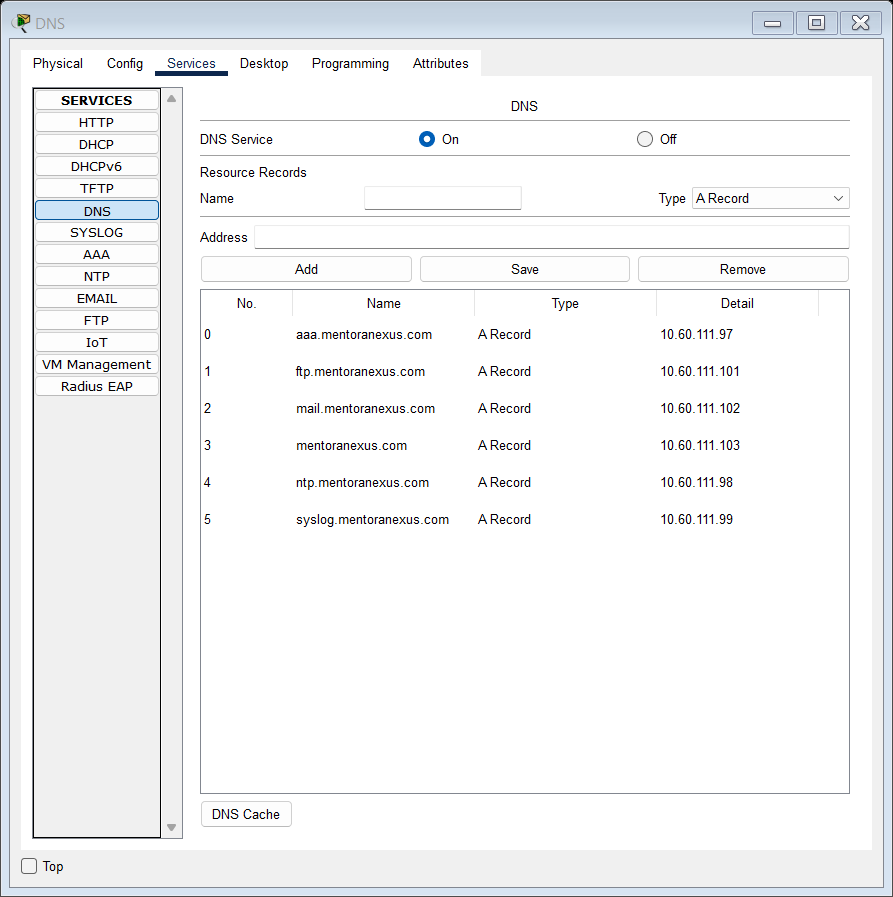 DNS
Physical Config Services Desktop Programming Attributes
SERVICES
HTTP
DHCP
DHCPv6
TFTP
DNS
SYSLOG
AAA
NTP
EMAIL
FTP
IoT
VM Management
Radius EAP
DNS
DNS Service On Off
Resource Records
Name Type A Record
Address
Add Save Remove
No. Name Type Detail
0 aaa.mentoranexus.com A Record 10.60.111.97
1 ftp.mentoranexus.com A Record 10.60.111.101
2 mail.mentoranexus.com A Record 10.60.111.102
3 mentoranexus.com A Record 10.60.111.103
4 ntp.mentoranexus.com A Record 10.60.111.98
5 syslog.mentoranexus.com A Record 10.60.111.99
DNS Cache
Top